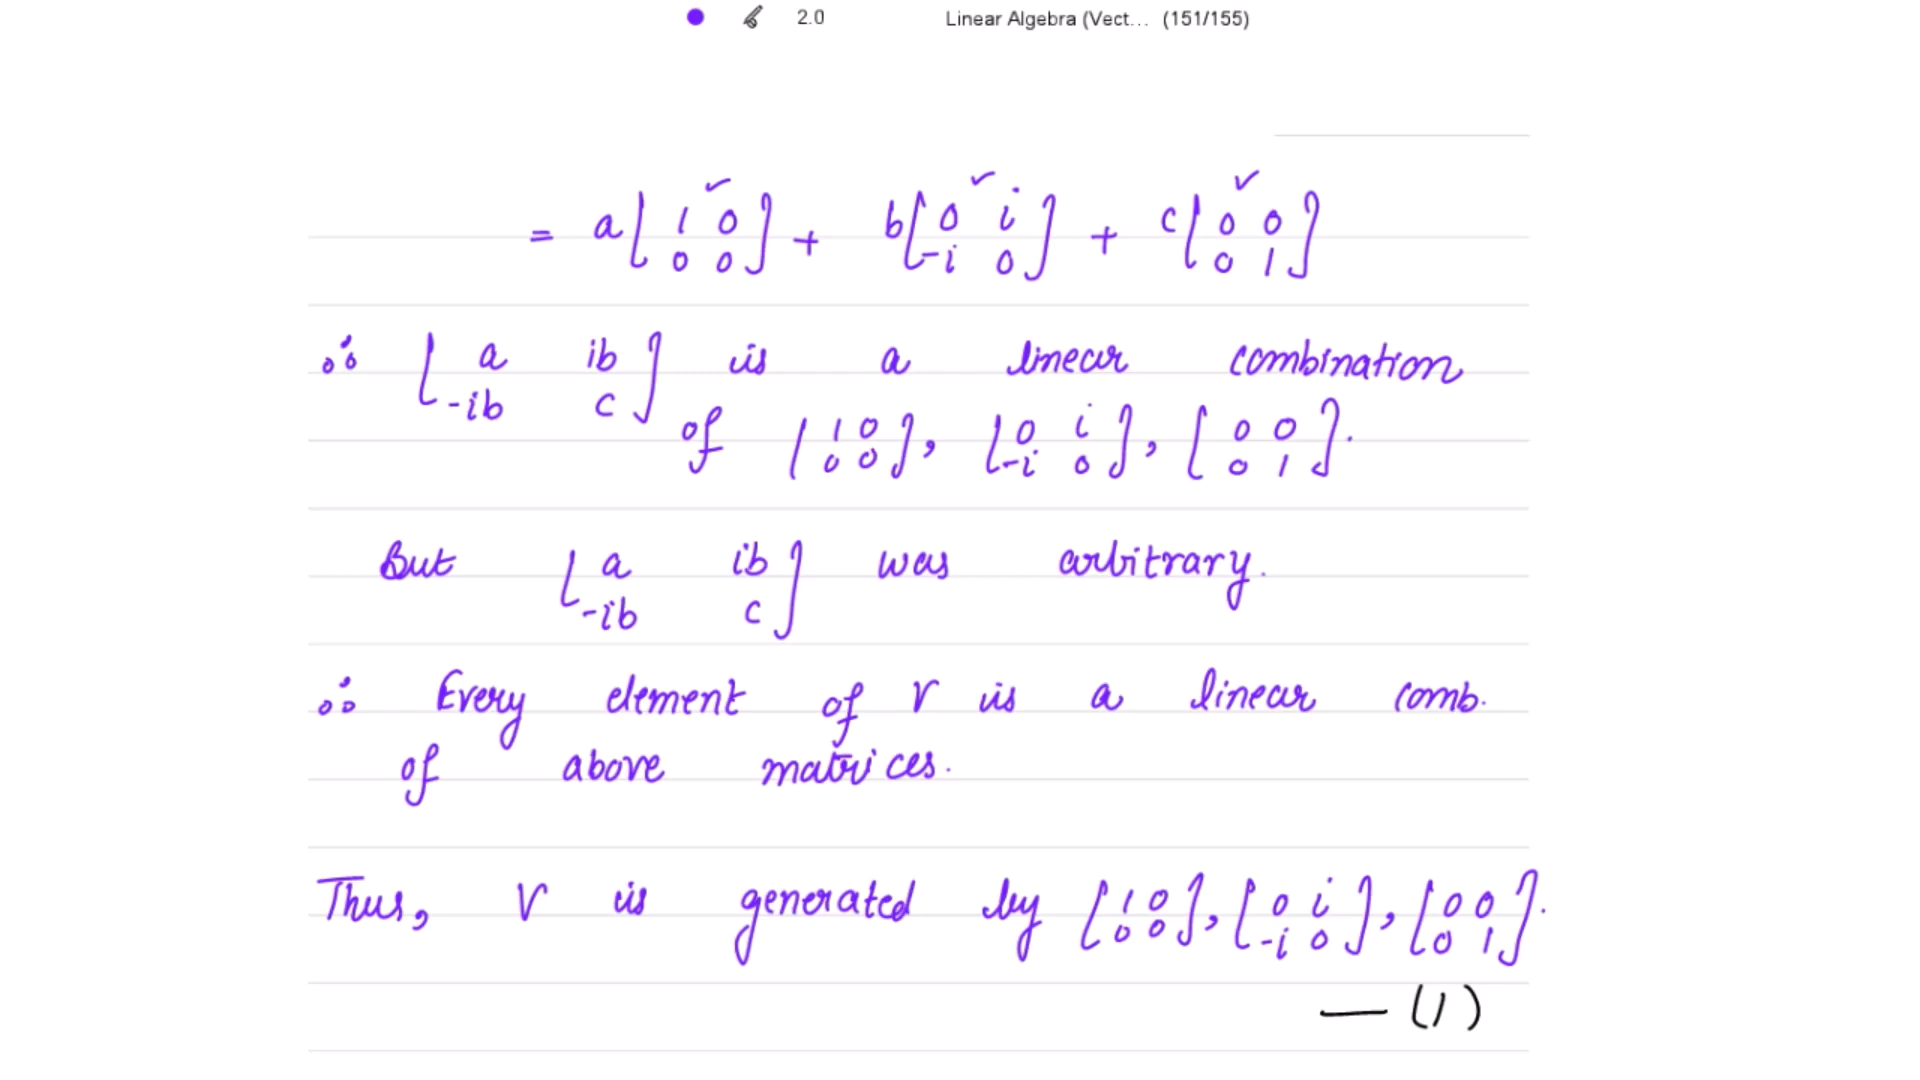 2.0 Linear Algebra (Vect... (151/155)
= a[1 0; 0 0] + b[0 i; -i 0] + c[0 0; 0 1]
∴ [a ib; -ib c] is a linear combination
of [1 0; 0 0], [0 i; -i 0], [0 0; 0 1].
But [a ib; -ib c] was arbitrary.
∴ Every element of V is a linear comb.
of above matrices.
Thus, V is generated by [1 0; 0 0], [0 i; -i 0], [0 0; 0 1].
— (1)